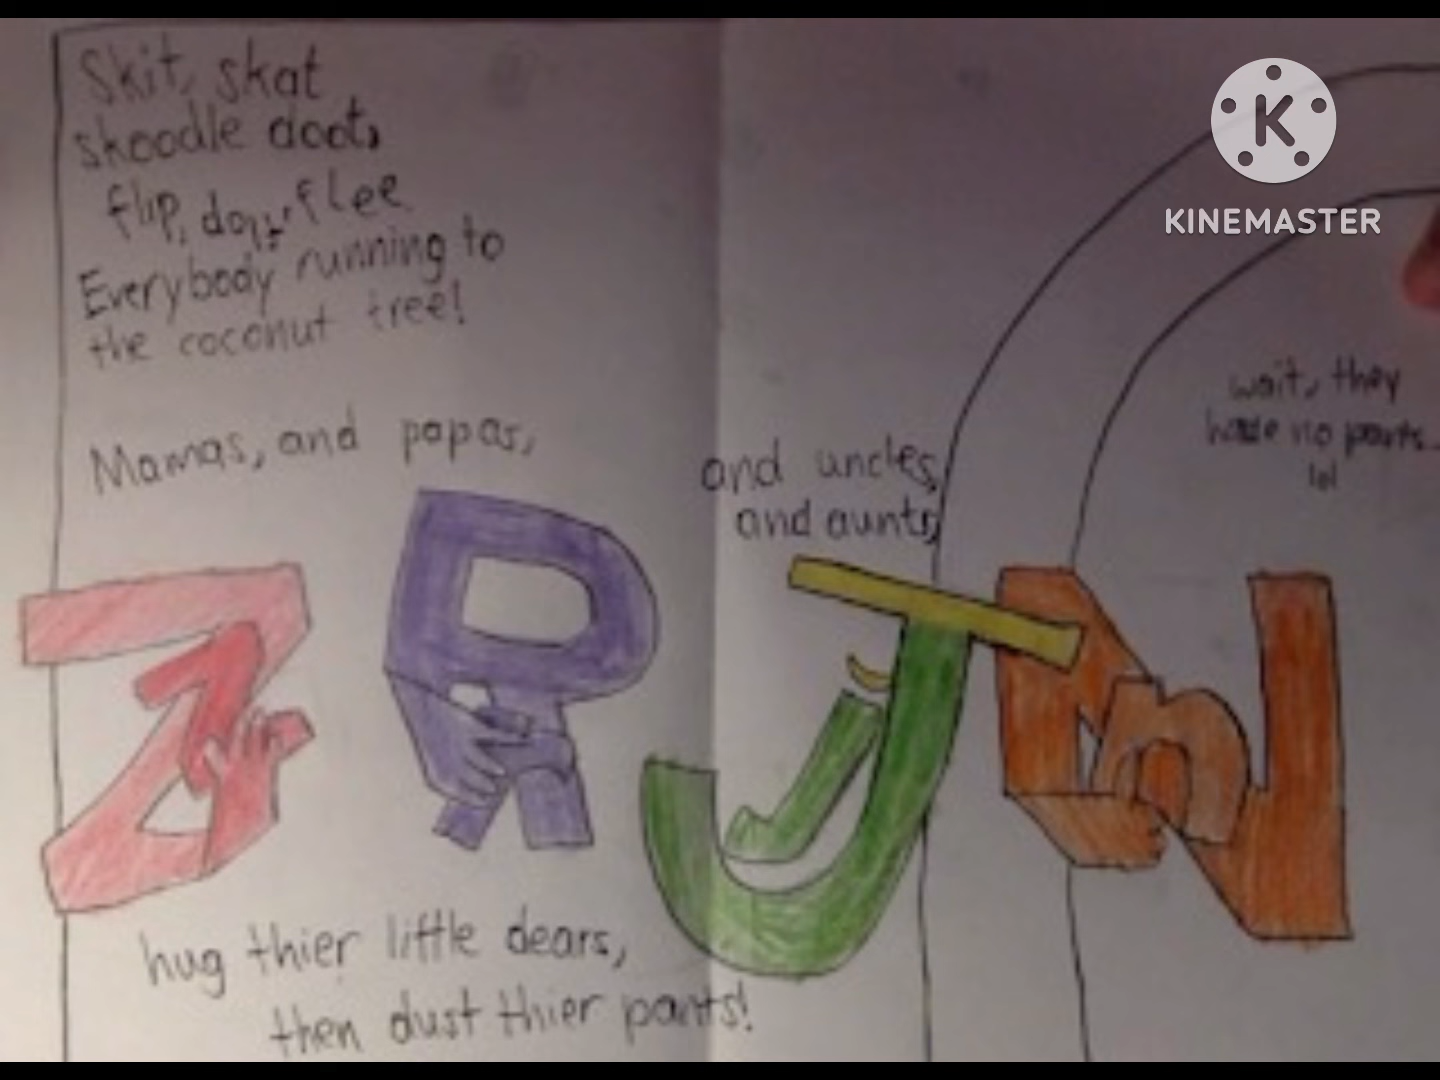 Skit, skat
skoodle doot,
flip, flee
Everybody running to
the coconut tree!
Mamas, and papas,
and uncles,
and aunts,
hug thier little dears,
then dust thier pants!
wait, they
have no pants..
lol
Z
z
R
r
J
j
N
n
K
KINEMASTER